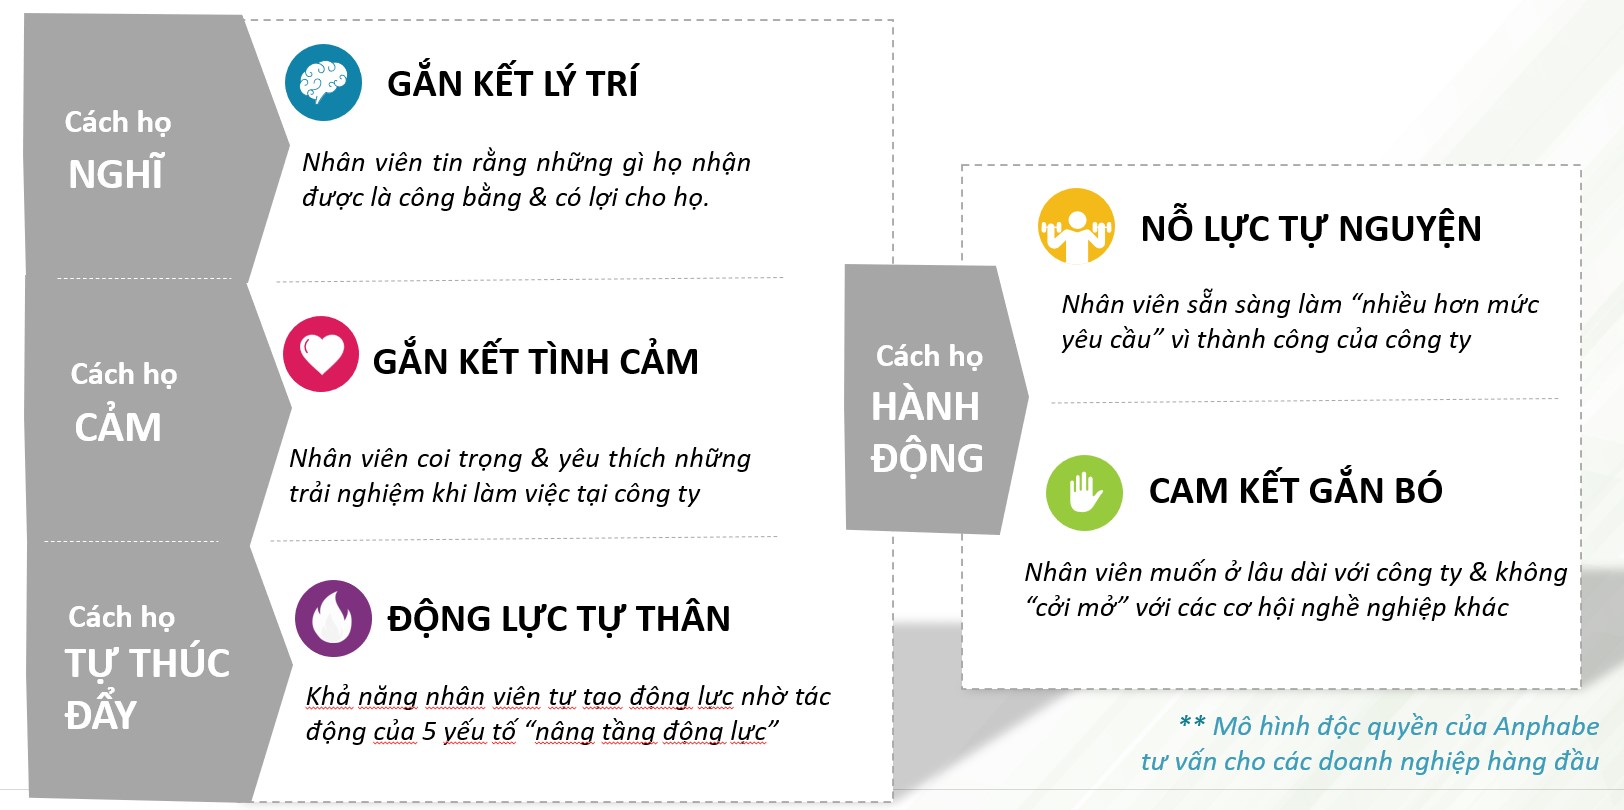 Cách họ
NGHĨ
GẮN KẾT LÝ TRÍ
Nhân viên tin rằng những gì họ nhận
được là công bằng & có lợi cho họ.
Cách họ
CẢM
GẮN KẾT TÌNH CẢM
Nhân viên coi trọng & yêu thích những
trải nghiệm khi làm việc tại công ty
Cách họ
TỰ THÚC
ĐẨY
ĐỘNG LỰC TỰ THÂN
Khả năng nhân viên tự tạo động lực nhờ tác
động của 5 yếu tố “nâng tầng động lực”
Cách họ
HÀNH
ĐỘNG
NỖ LỰC TỰ NGUYỆN
Nhân viên sẵn sàng làm “nhiều hơn mức
yêu cầu” vì thành công của công ty
CAM KẾT GẮN BÓ
Nhân viên muốn ở lâu dài với công ty & không
“cởi mở” với các cơ hội nghề nghiệp khác
** Mô hình độc quyền của Anphabe
tư vấn cho các doanh nghiệp hàng đầu